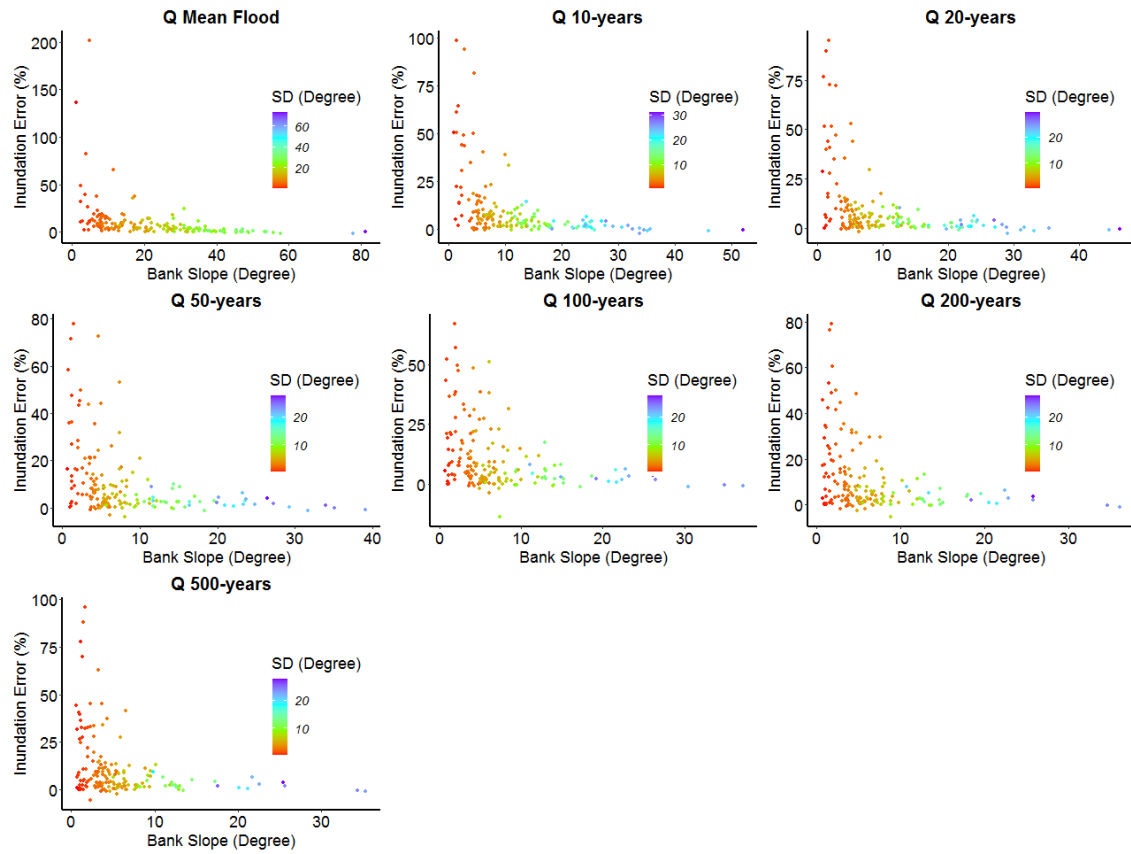 Q Mean Flood
Inundation Error (%)
200
150
100
50
0
SD (Degree)
60
40
20
0 20 40 60 80
Bank Slope (Degree)
Q 10-years
Inundation Error (%)
100
75
50
25
0
SD (Degree)
30
20
10
0 10 20 30 40 50
Bank Slope (Degree)
Q 20-years
Inundation Error (%)
75
50
25
0
SD (Degree)
20
10
0 10 20 30 40
Bank Slope (Degree)
Q 50-years
Inundation Error (%)
80
60
40
20
0
SD (Degree)
20
10
0 10 20 30 40
Bank Slope (Degree)
Q 100-years
Inundation Error (%)
50
25
0
SD (Degree)
20
10
0 10 20 30
Bank Slope (Degree)
Q 200-years
Inundation Error (%)
80
60
40
20
0
SD (Degree)
20
10
0 10 20 30
Bank Slope (Degree)
Q 500-years
Inundation Error (%)
100
75
50
25
0
SD (Degree)
20
10
0 10 20 30
Bank Slope (Degree)